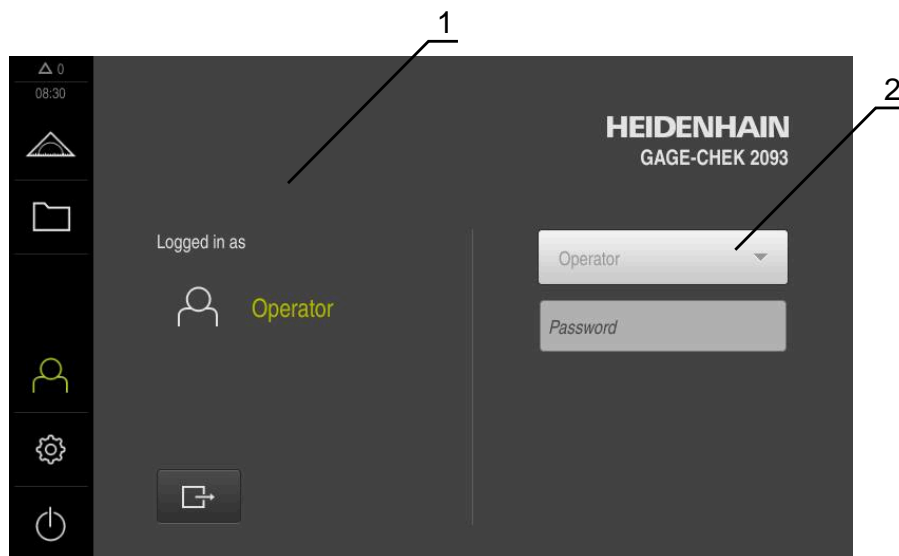 1
2
△ 0
08:30
HEIDENHAIN
GAGE-CHEK 2093
Logged in as
Operator
Operator
Password